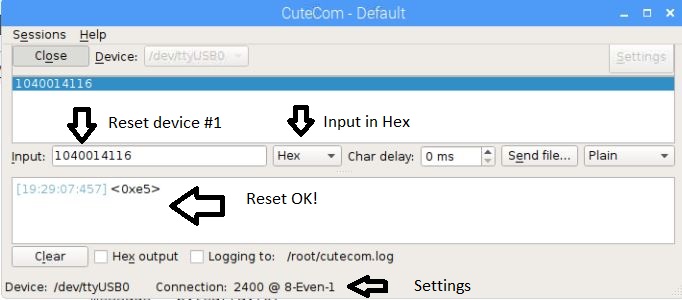 CuteCom - Default
Sessions Help
Close Device: /dev/ttyUSB0 Settings
1040014116
Reset device #1 Input in Hex
Input: 1040014116 Hex Char delay: 0 ms Send file... Plain
[19:29:07:457] <0xe5>
Reset OK!
Clear Hex output Logging to: /root/cutecom.log
Device: /dev/ttyUSB0 Connection: 2400 @ 8-Even-1 Settings